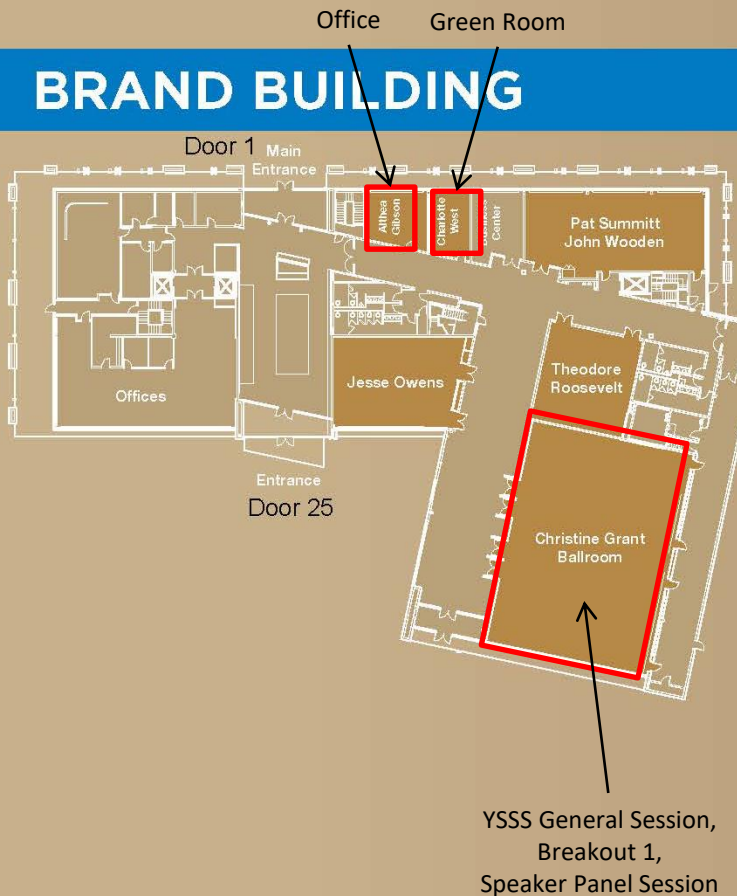 Office
Green Room
BRAND BUILDING
Door 1
Main
Entrance
Althea
Gibson
Charlotte
West
Business
Center
Pat Summitt
John Wooden
Theodore
Roosevelt
Jesse Owens
Offices
Entrance
Door 25
Christine Grant
Ballroom
YSSS General Session,
Breakout 1,
Speaker Panel Session